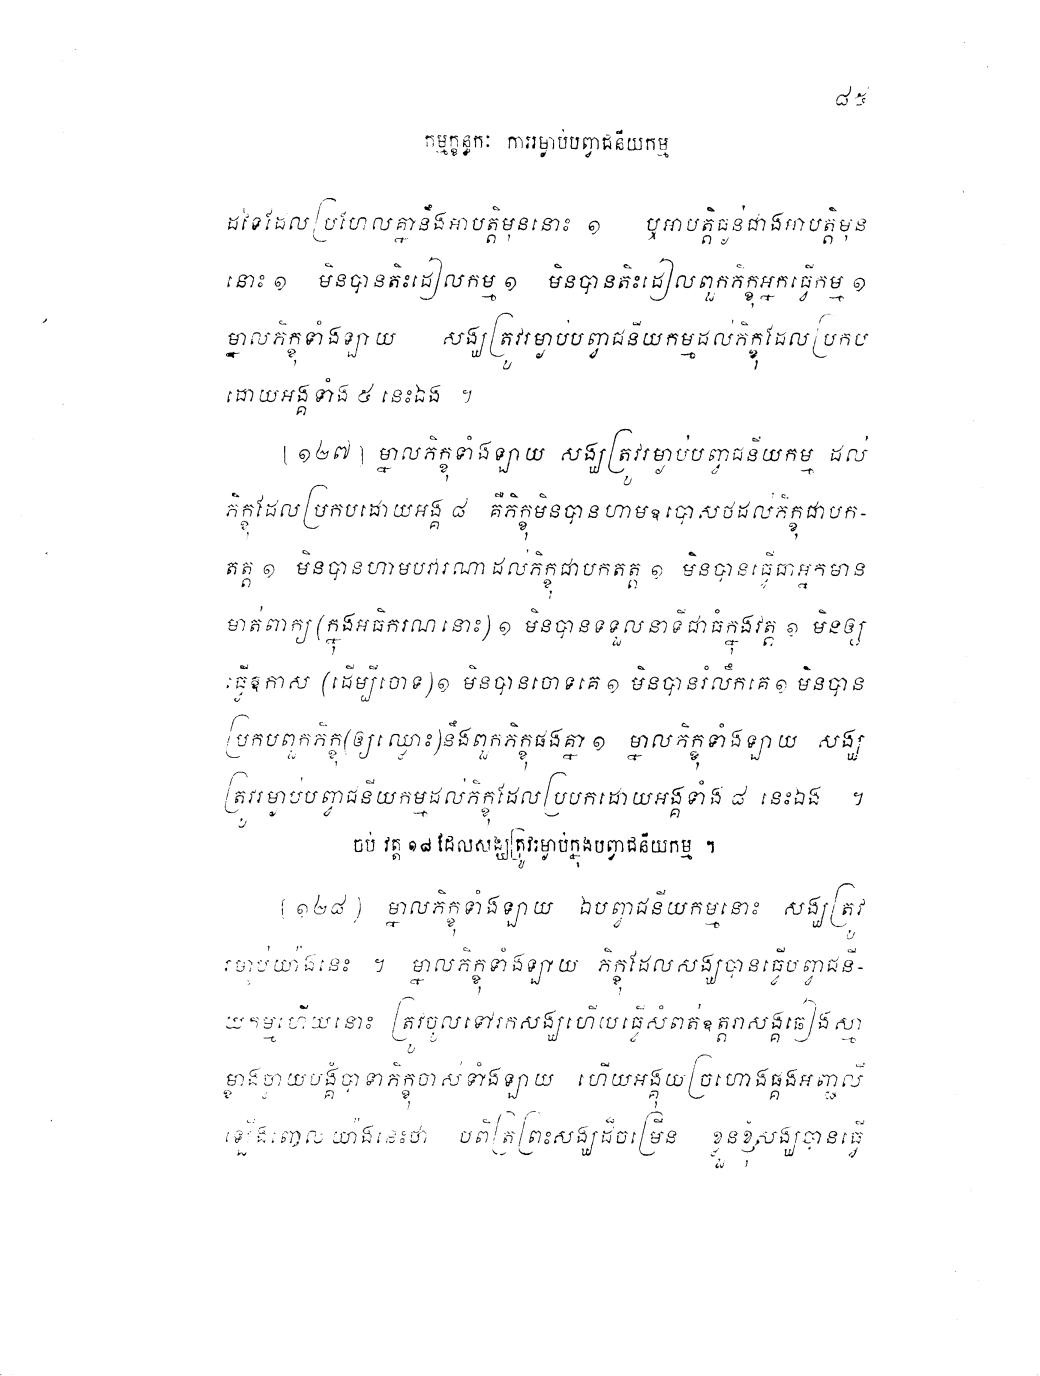 ៨៥
កម្មក្ខន្ធកៈ ការរម្ងាប់បញ្វជនីយកម្ម
ដទៃដែលប្រហែលគ្នានឹងអាបត្តិមុននោះ ១ ឬអាបត្តិធ្ងន់ជាងអាបត្តិមុន
នោះ ១ មិនបានតិះដៀលកម្ម ១ មិនបានតិះដៀលពួកភិក្ខុអ្នកធ្វើកម្ម ១
ម្នាលភិក្ខុទាំងឡាយ សង្ឃត្រូវរម្ងាប់បញ្វជនីយកម្មដល់ភិក្ខុដែលប្រកប
ដោយអង្គទាំង ៥ នេះឯង ។
[១២៧] ម្នាលភិក្ខុទាំងឡាយ សង្ឃត្រូវរម្ងាប់បញ្វជនីយកម្ម ដល់
ភិក្ខុដែលប្រកបដោយអង្គ ៨ គឺភិក្ខុមិនបានហាមឧបោសថដល់ភិក្ខុជាបក-
តត្ត ១ មិនបានហាមបវារណាដល់ភិក្ខុជាបកតត្ត ១ មិនបានធ្វើជាអ្នកមាន
មាត់ពាក្យ (ក្នុងអធិករណនោះ) ១ មិនបានទទួលនាទីជាធំក្នុងវត្ត ១ មិនឲ្យ
ធ្វើឧកាស (ដើម្បីចោទ) ១ មិនបានចោទគេ ១ មិនបានរំលឹកគេ ១ មិនបាន
ប្រកបពួកភិក្ខុ (ឲ្យឈ្លោះ) នឹងពួកភិក្ខុផងគ្នា ១ ម្នាលភិក្ខុទាំងឡាយ សង្ឃ
ត្រូវរម្ងាប់បញ្វជនីយកម្មដល់ភិក្ខុដែលប្របកដោយអង្គទាំង ៨ នេះឯង ។
ចប់ វត្ត ១៨ ដែលសង្ឃត្រូវរម្ងាប់ក្នុងបញ្វជនីយកម្ម ។
[១២៨] ម្នាលភិក្ខុទាំងឡាយ ឯបញ្វជនីយកម្មនោះ សង្ឃត្រូវ
រម្ងាប់យ៉ាងនេះ ។ ម្នាលភិក្ខុទាំងឡាយ ភិក្ខុដែលសង្ឃបានធ្វើបញ្វជនី-
យកម្មហើយនោះ ត្រូវចូលទៅរកសង្ឃហើយធ្វើសំពត់ឧត្តរាសង្គឆៀងស្មា
ម្ខាងថ្វាយបង្គំបាទាភិក្ខុចាស់ទាំងឡាយ ហើយអង្គុយច្រហោងផ្គងអញ្ជលី
ឡើងពោល យ៉ាងនេះថា បពិត្រព្រះសង្ឃដ៏ចម្រើន ខ្លួនខ្ញុំសង្ឃបានធ្វើ